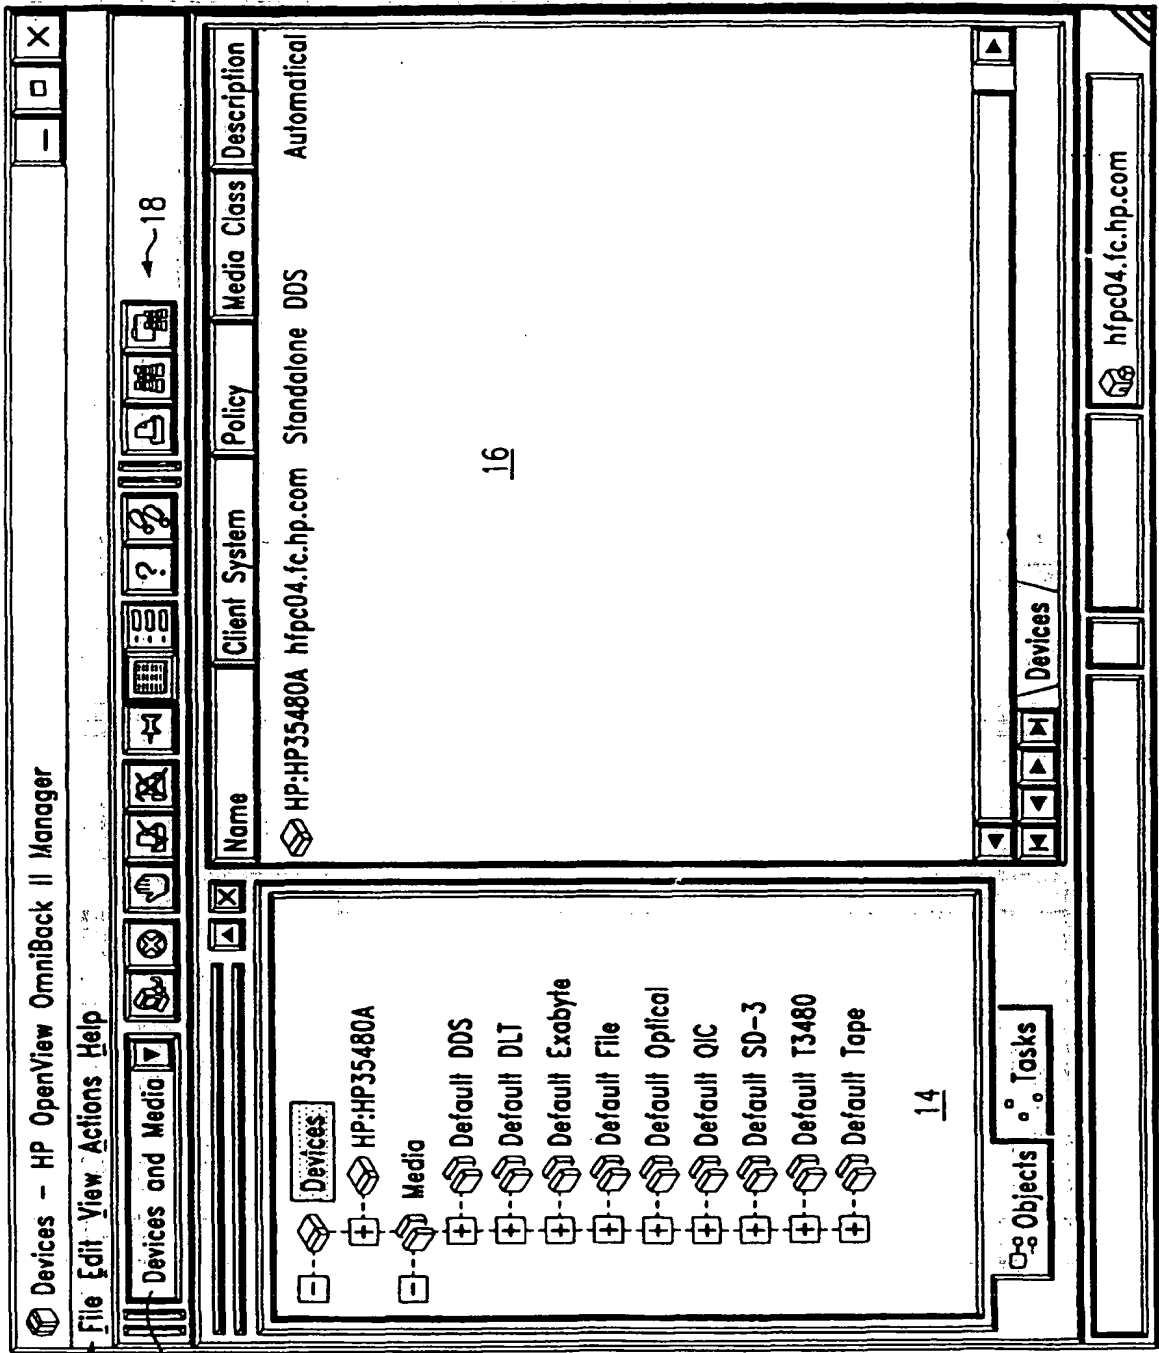 Devices – HP OpenView OmniBack II Manager
File Edit View Actions Help
Devices and Media
?
18
Name Client System Policy Media Class Description
HP:HP35480A hfpc04.fc.hp.com Standalone DDS Automatical
16
Devices
HP:HP35480A
Media
Default DDS
Default DLT
Default Exabyte
Default File
Default Optical
Default QIC
Default SD-3
Default T3480
Default Tape
14
Objects Tasks
Devices
hfpc04.fc.hp.com